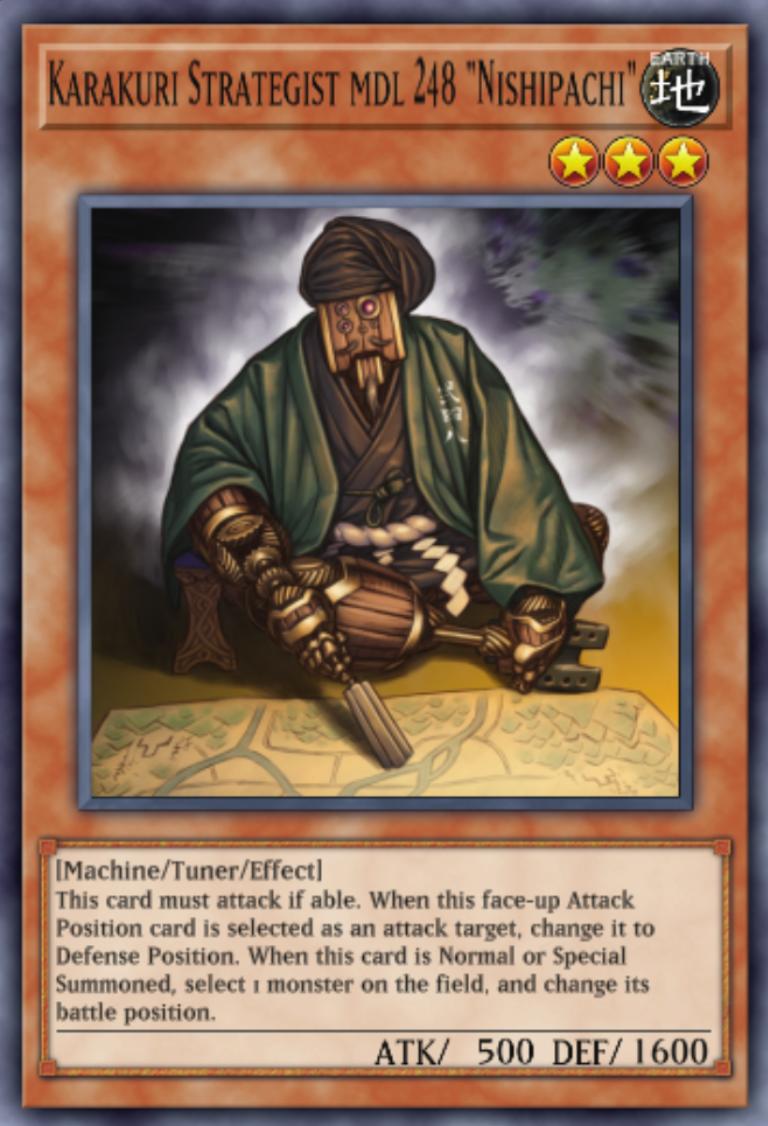 KARAKURI STRATEGIST MDL 248 "NISHIPACHI"
EARTH
地
[Machine/Tuner/Effect]
This card must attack if able. When this face-up Attack
Position card is selected as an attack target, change it to
Defense Position. When this card is Normal or Special
Summoned, select 1 monster on the field, and change its
battle position.
ATK/ 500 DEF/ 1600